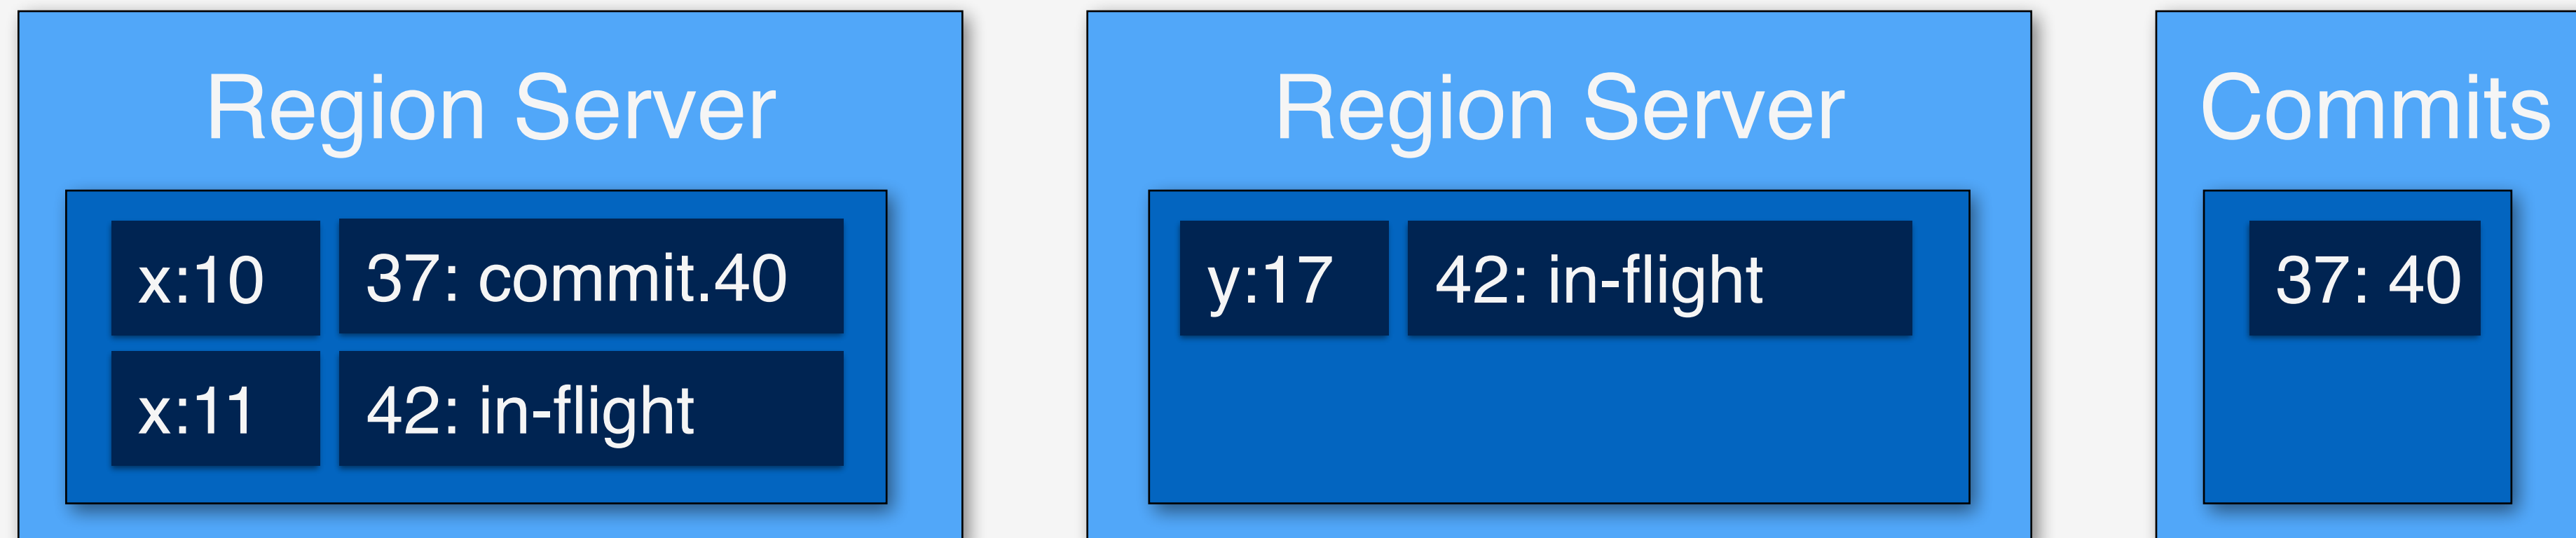 Region Server
x:10 37: commit.40
x:11 42: in-flight
Region Server
y:17 42: in-flight
Commits
37: 40